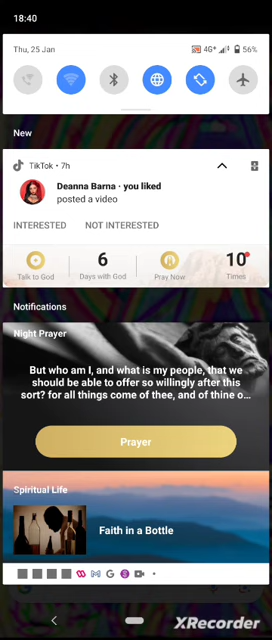 18:40
Thu, 25 Jan
4G+
56%
New
TikTok • 7h
Deanna Barna · you liked
posted a video
INTERESTED NOT INTERESTED
6
10
Talk to God
Days with God
Pray Now
Times
Notifications
Night Prayer
But who am I, and what is my people, that we
should be able to offer so willingly after this
sort? for all things come of thee, and of thine o...
Prayer
Spiritual Life
Faith in a Bottle
XRecorder